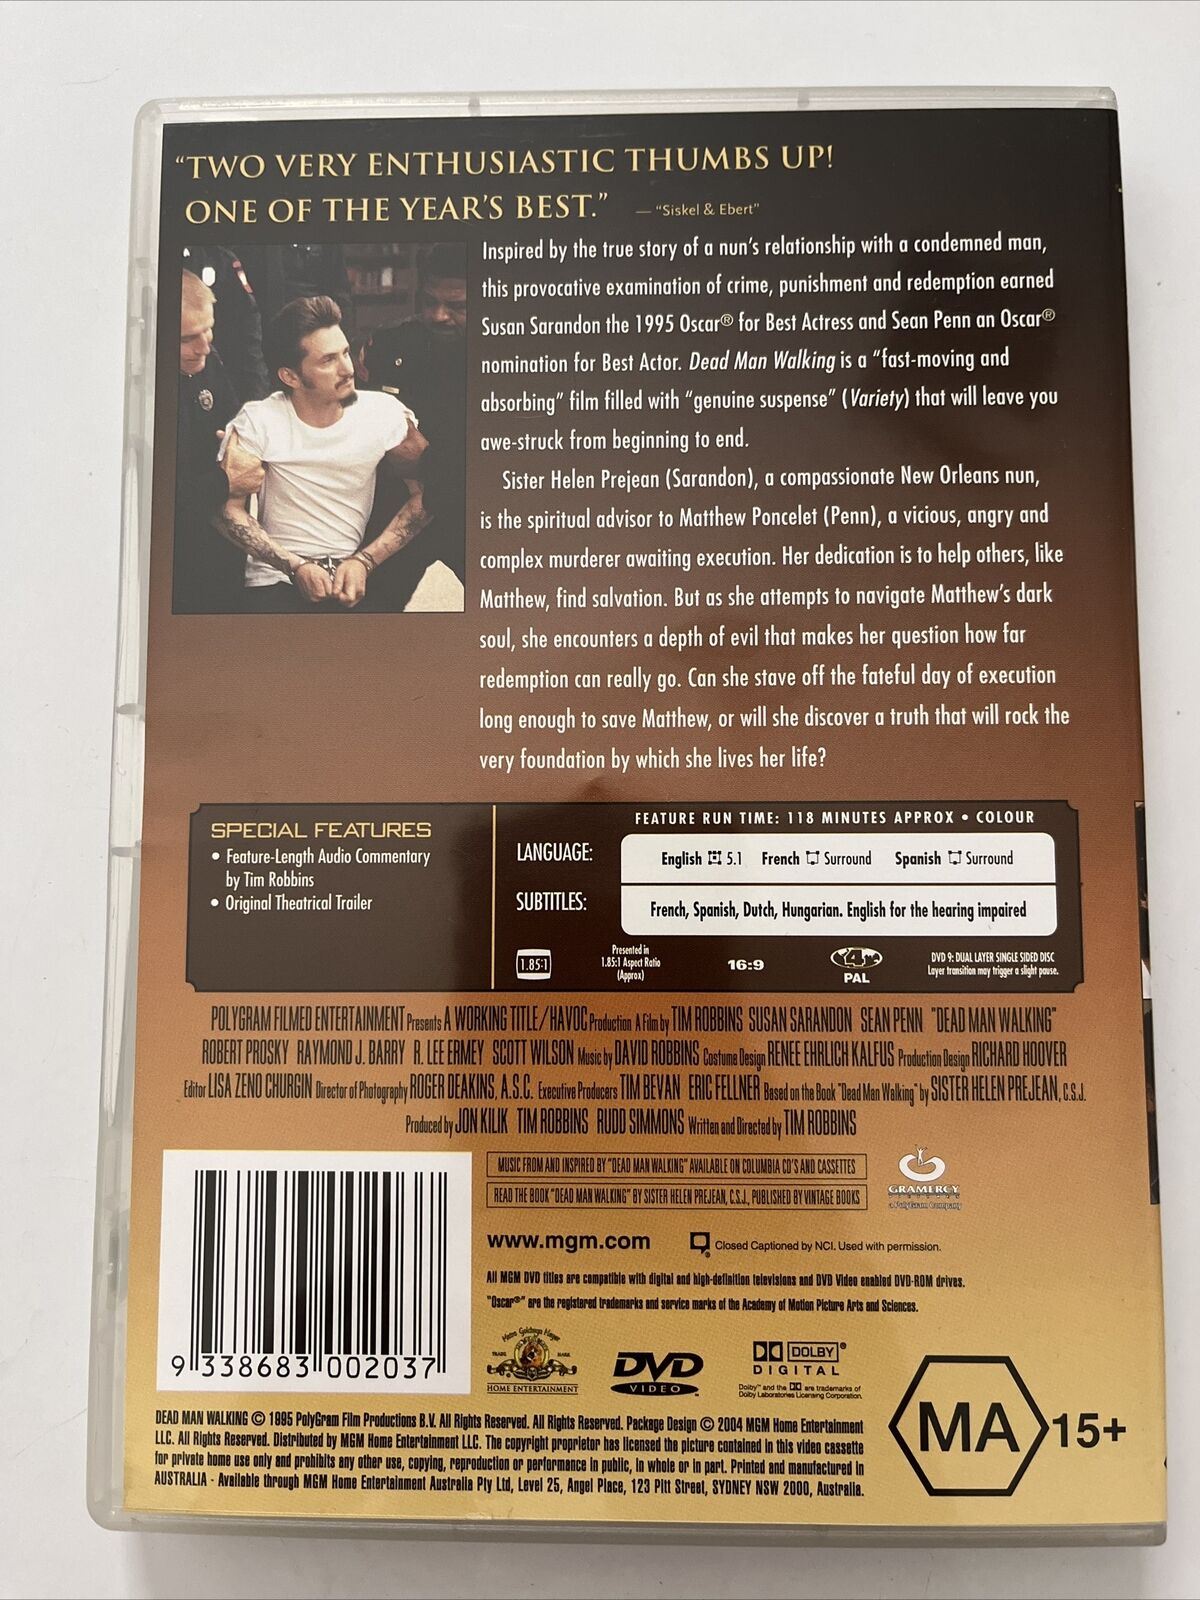 “TWO VERY ENTHUSIASTIC THUMBS UP!
ONE OF THE YEAR’S BEST.” — “Siskel & Ebert”
Inspired by the true story of a nun’s relationship with a condemned man,
this provocative examination of crime, punishment and redemption earned
Susan Sarandon the 1995 Oscar® for Best Actress and Sean Penn an Oscar®
nomination for Best Actor. Dead Man Walking is a “fast-moving and
absorbing” film filled with “genuine suspense” (Variety) that will leave you
awe-struck from beginning to end.
Sister Helen Prejean (Sarandon), a compassionate New Orleans nun,
is the spiritual advisor to Matthew Poncelet (Penn), a vicious, angry and
complex murderer awaiting execution. Her dedication is to help others, like
Matthew, find salvation. But as she attempts to navigate Matthew’s dark
soul, she encounters a depth of evil that makes her question how far
redemption can really go. Can she stave off the fateful day of execution
long enough to save Matthew, or will she discover a truth that will rock the
very foundation by which she lives her life?
SPECIAL FEATURES
• Feature-Length Audio Commentary
by Tim Robbins
• Original Theatrical Trailer
FEATURE RUN TIME: 118 MINUTES APPROX • COLOUR
LANGUAGE: English 5.1 French Surround Spanish Surround
SUBTITLES: French, Spanish, Dutch, Hungarian. English for the hearing impaired
1.85:1
Presented in
1.85:1 Aspect Ratio
(Approx)
16:9
4
PAL
DVD 9: DUAL LAYER SINGLE SIDED DISC
Layer transition may trigger a slight pause.
POLYGRAM FILMED ENTERTAINMENT Presents A WORKING TITLE/HAVOC Production A Film by TIM ROBBINS SUSAN SARANDON SEAN PENN "DEAD MAN WALKING"
ROBERT PROSKY RAYMOND J. BARRY R. LEE ERMEY SCOTT WILSON Music by DAVID ROBBINS Costume Design RENEE EHRLICH KALFUS Production Design RICHARD HOOVER
Editor LISA ZENO CHURGIN Director of Photography ROGER DEAKINS, A.S.C. Executive Producers TIM BEVAN ERIC FELLNER Based on the Book "Dead Man Walking" by SISTER HELEN PREJEAN, C.S.J.
Produced by JON KILIK TIM ROBBINS RUDD SIMMONS Written and Directed by TIM ROBBINS
MUSIC FROM AND INSPIRED BY "DEAD MAN WALKING" AVAILABLE ON COLUMBIA CD'S AND CASSETTES
READ THE BOOK "DEAD MAN WALKING" BY SISTER HELEN PREJEAN, C.S.J., PUBLISHED BY VINTAGE BOOKS
GRAMERCY
PICTURES
a PolyGram Company
www.mgm.com
Closed Captioned by NCI. Used with permission.
All MGM DVD titles are compatible with digital and high-definition televisions and DVD Video enabled DVD-ROM drives.
"Oscar®" are the registered trademarks and service marks of the Academy of Motion Picture Arts and Sciences.
9 338683 002037
Metro Goldwyn Mayer
TRADE MARK
HOME ENTERTAINMENT
DVD
VIDEO
DOLBY®
DIGITAL
Dolby™ and the are trademarks of
Dolby Laboratories Licensing Corporation.
DEAD MAN WALKING © 1995 PolyGram Film Productions B.V. All Rights Reserved. All Rights Reserved. Package Design © 2004 MGM Home Entertainment
LLC. All Rights Reserved. Distributed by MGM Home Entertainment LLC. The copyright proprietor has licensed the picture contained in this video cassette
for private home use only and prohibits any other use, copying, reproduction or performance in public, in whole or in part. Printed and manufactured in
AUSTRALIA - Available through MGM Home Entertainment Australia Pty Ltd, Level 25, Angel Place, 123 Pitt Street, SYDNEY NSW 2000, Australia.
MA 15+